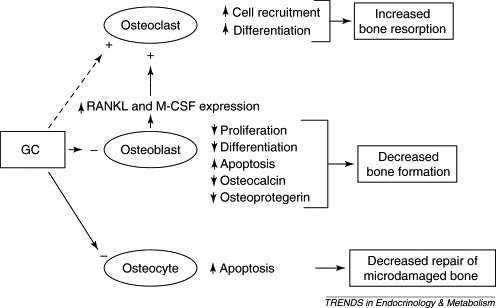 Osteoclast
Cell recruitment
Differentiation
Increased
bone resorption
+
+
RANKL and M-CSF expression
GC
−
Osteoblast
Proliferation
Differentiation
Apoptosis
Osteocalcin
Osteoprotegerin
Decreased
bone formation
−
Osteocyte
Apoptosis
Decreased repair of
microdamaged bone
TRENDS in Endocrinology & Metabolism